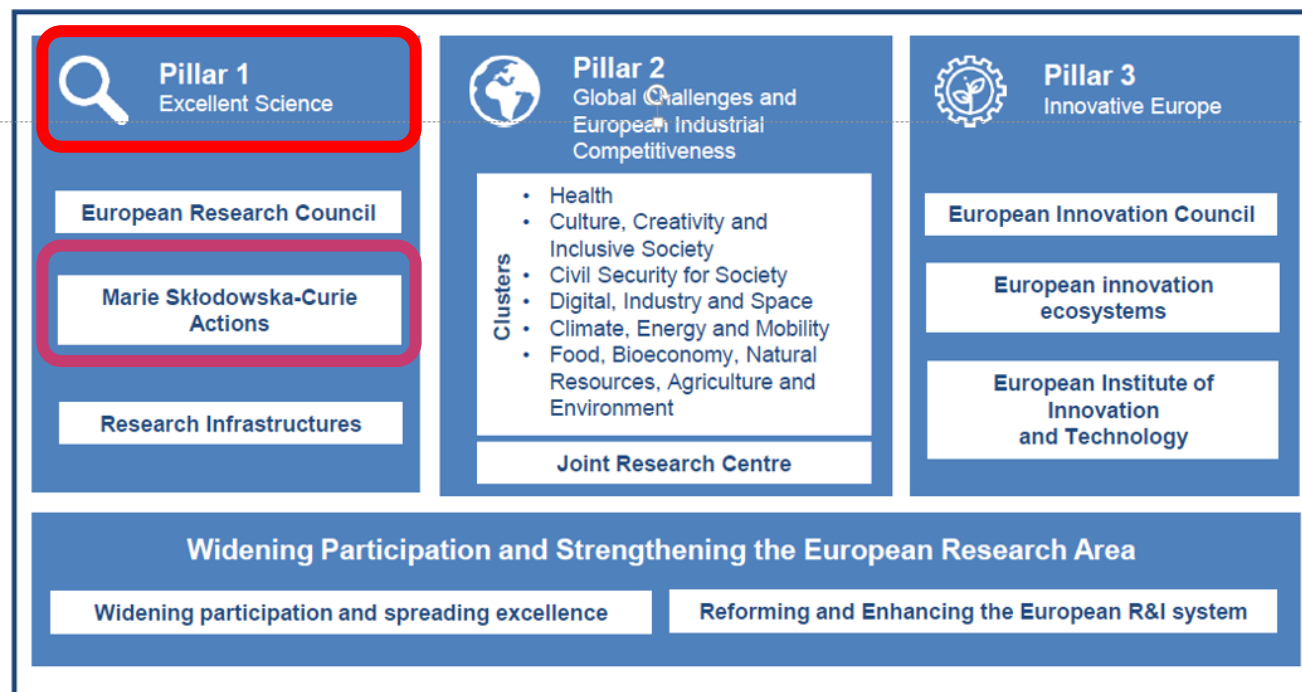 Pillar 1
Excellent Science
European Research Council
Marie Skłodowska-Curie
Actions
Research Infrastructures
Pillar 2
Global Challenges and
European Industrial
Competitiveness
Clusters
• Health
• Culture, Creativity and
Inclusive Society
• Civil Security for Society
• Digital, Industry and Space
• Climate, Energy and Mobility
• Food, Bioeconomy, Natural
Resources, Agriculture and
Environment
Joint Research Centre
Pillar 3
Innovative Europe
European Innovation Council
European innovation
ecosystems
European Institute of
Innovation
and Technology
Widening Participation and Strengthening the European Research Area
Widening participation and spreading excellence
Reforming and Enhancing the European R&I system